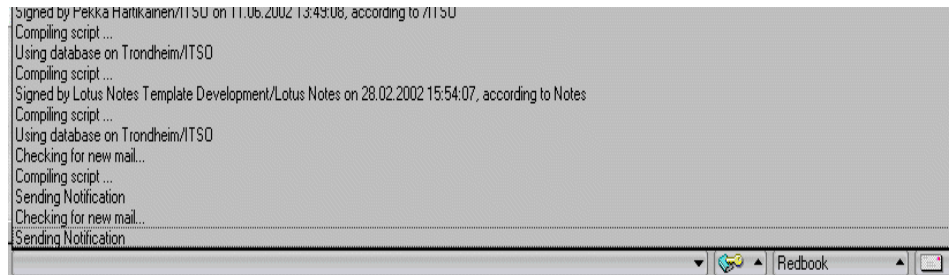 Signed by Pekka Hartikainen/ITSO on 11.06.2002 13:49:08, according to /ITSO
Compiling script ...
Using database on Trondheim/ITSO
Compiling script ...
Signed by Lotus Notes Template Development/Lotus Notes on 28.02.2002 15:54:07, according to Notes
Compiling script ...
Using database on Trondheim/ITSO
Checking for new mail...
Compiling script ...
Sending Notification
Checking for new mail...
Sending Notification
Redbook